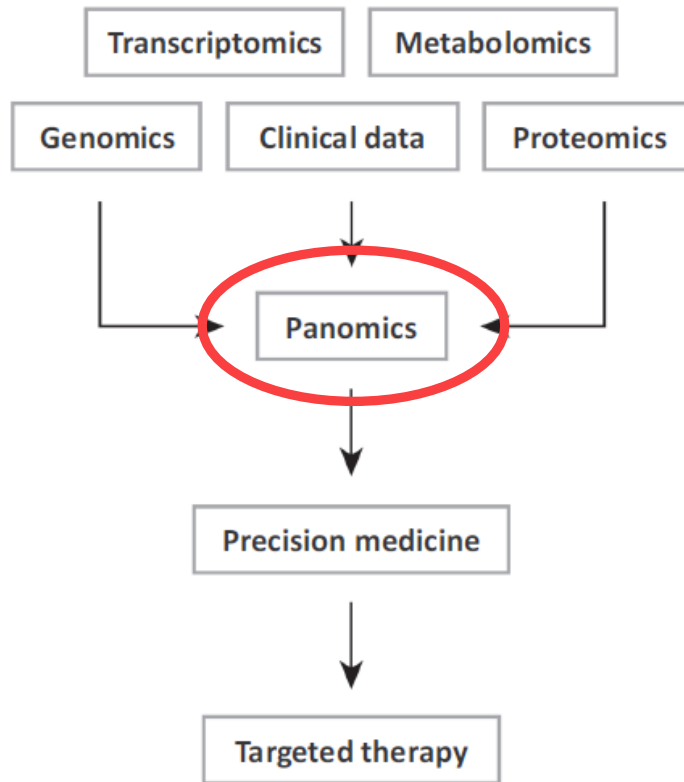 Transcriptomics
Metabolomics
Genomics
Clinical data
Proteomics
Panomics
Precision medicine
Targeted therapy